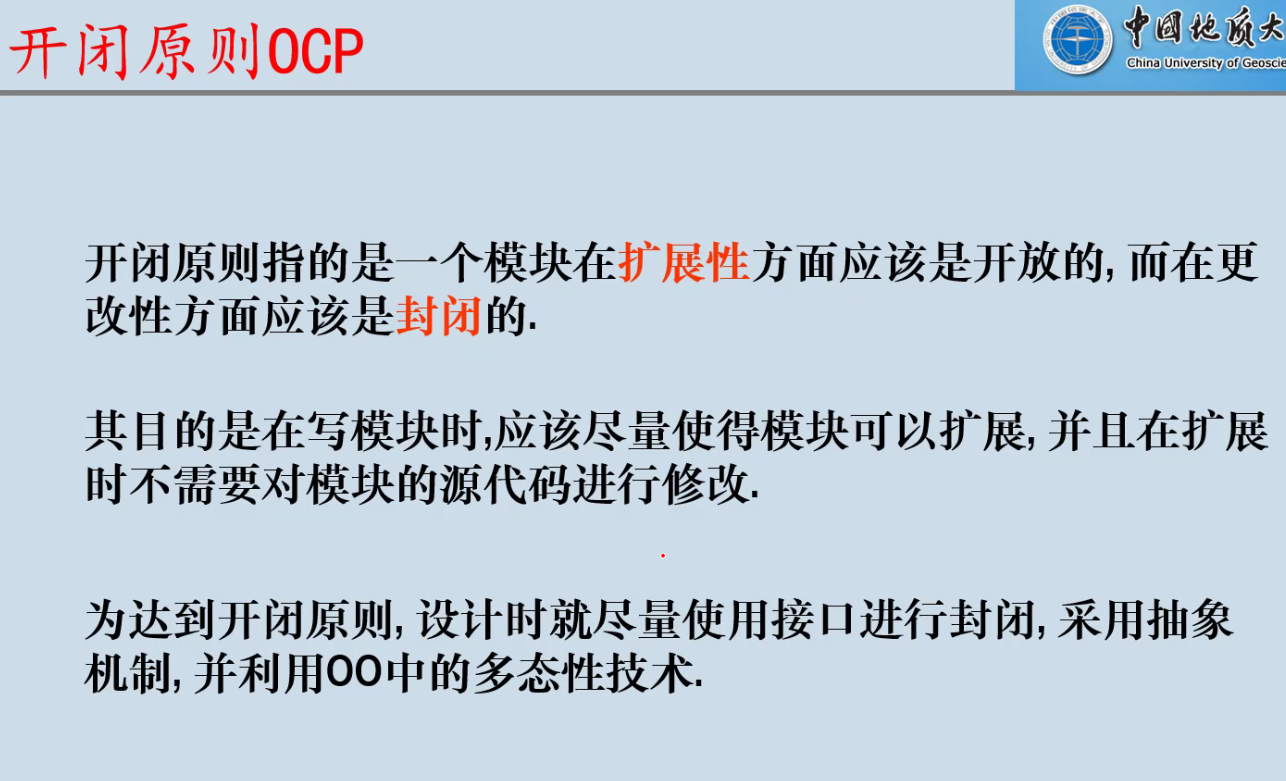 开闭原则OCP
中国地质大
China University of Geoscie
开闭原则指的是一个模块在扩展性方面应该是开放的, 而在更
改性方面应该是封闭的.
其目的是在写模块时,应该尽量使得模块可以扩展, 并且在扩展
时不需要对模块的源代码进行修改.
为达到开闭原则, 设计时就尽量使用接口进行封闭, 采用抽象
机制, 并利用OO中的多态性技术.